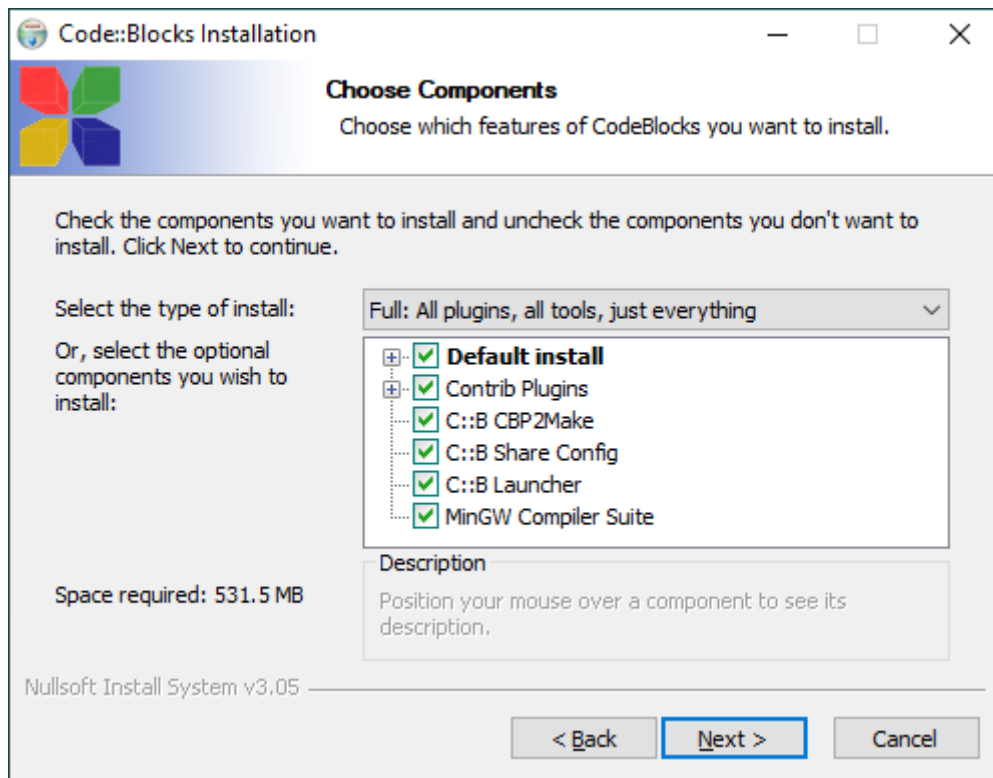 Code::Blocks Installation
Choose Components
Choose which features of CodeBlocks you want to install.
Check the components you want to install and uncheck the components you don't want to
install. Click Next to continue.
Select the type of install:
Full: All plugins, all tools, just everything
Or, select the optional
components you wish to
install:
Default install
Contrib Plugins
C::B CBP2Make
C::B Share Config
C::B Launcher
MinGW Compiler Suite
Space required: 531.5 MB
Description
Position your mouse over a component to see its
description.
Nullsoft Install System v3.05
< Back
Next >
Cancel